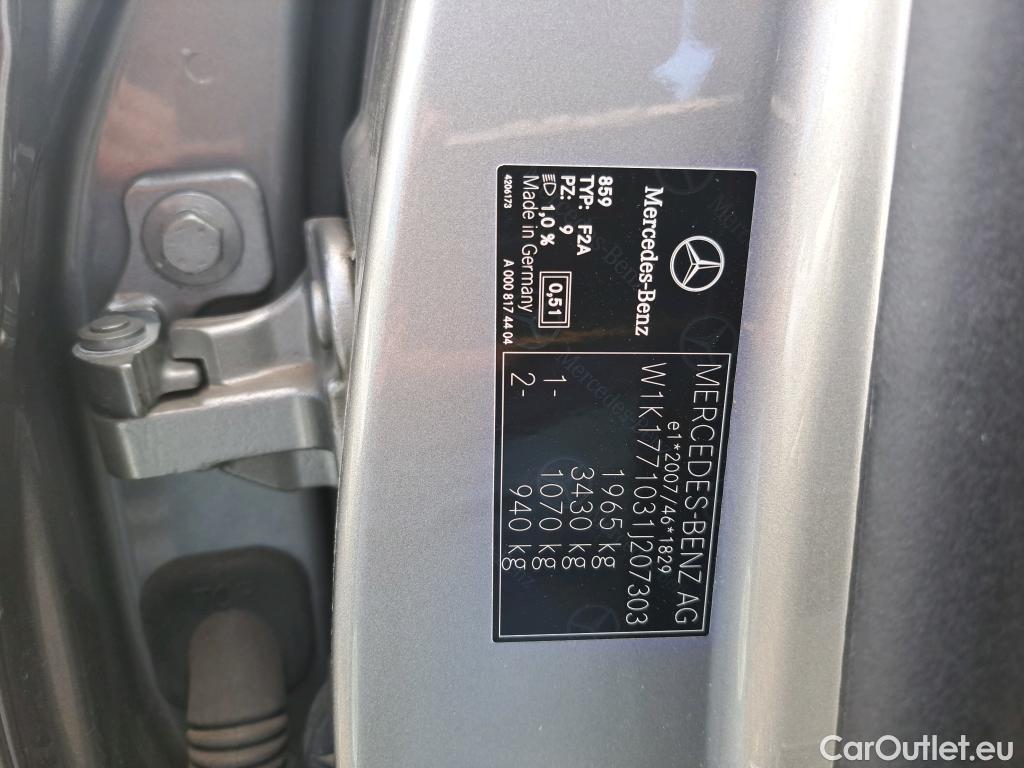 Mercedes-Benz
MERCEDES-BENZ AG
e1*2007/46*1829
W1K1771031J207303
1965 kg
3430 kg
1- 1070 kg
2- 940 kg
859
TYP: F2A
PZ: 9
1,0 %
0,51
Made in Germany
4206173 A 000 817 44 04
CarOutlet.eu